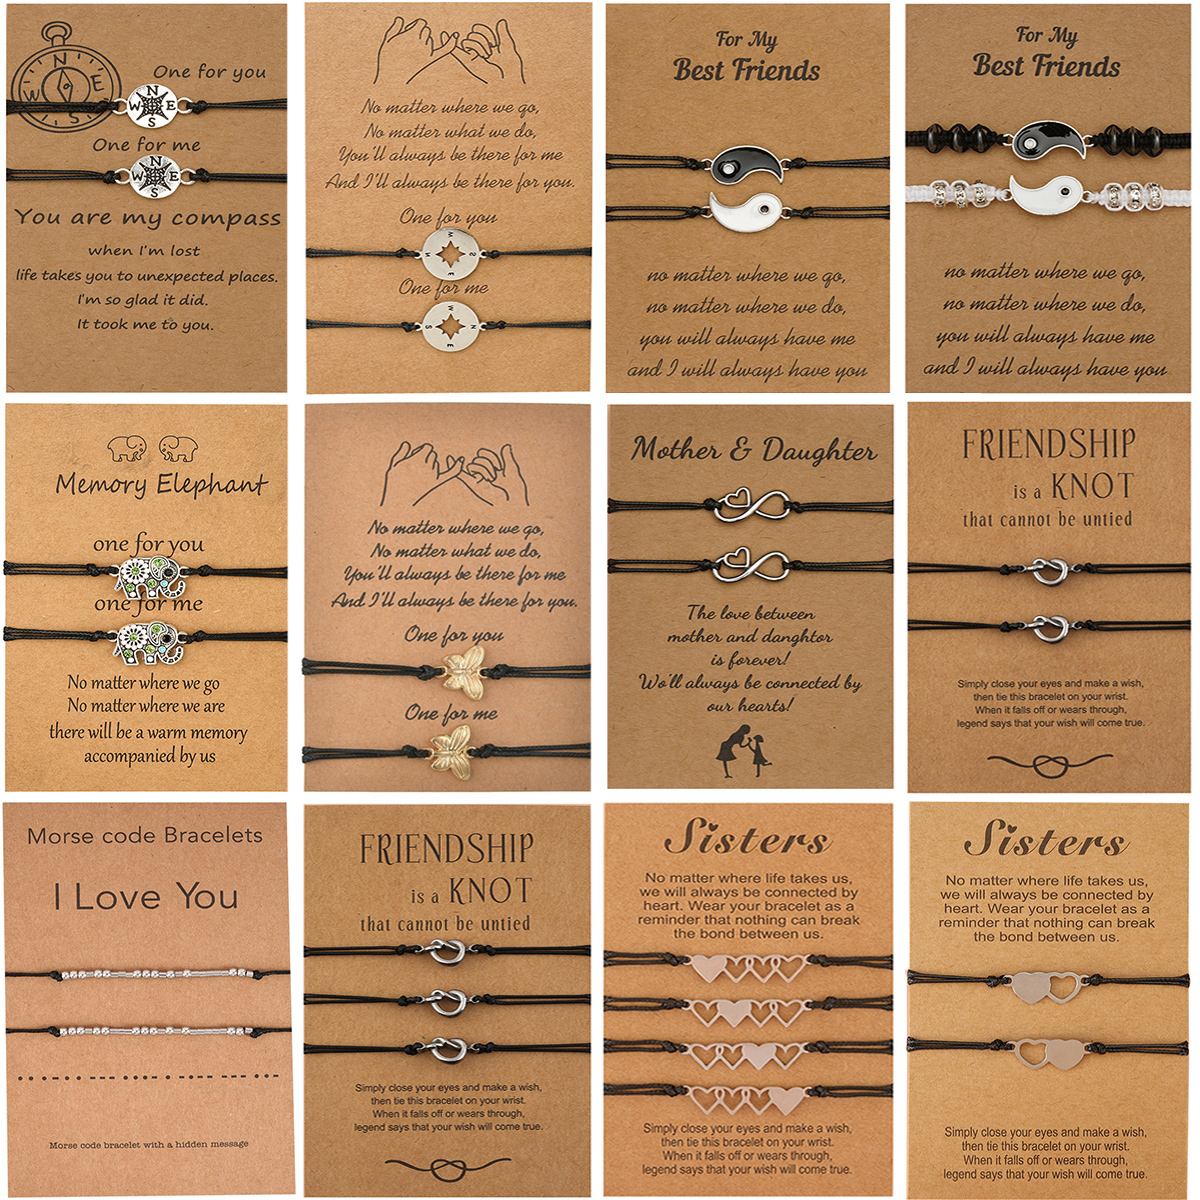 One for you
One for me
You are my compass
when I'm lost
life takes you to unexpected places.
I'm so glad it did.
It took me to you.
No matter where we go,
No matter what we do,
You'll always be there for me
And I'll always be there for you.
One for you
One for me
For My
Best Friends
no matter where we go,
no matter where we do,
you will always have me
and I will always have you
For My
Best Friends
no matter where we go,
no matter where we do,
you will always have me
and I will always have you
Memory Elephant
one for you
one for me
No matter where we go
No matter where we are
there will be a warm memory
accompanied by us
No matter where we go,
No matter what we do,
You'll always be there for me
And I'll always be there for you.
One for you
One for me
Mother & Daughter
The love between
mother and danghtor
is forever!
Wo'll always be connected by
our hearts!
FRIENDSHIP
is a KNOT
that cannot be untied
Simply close your eyes and make a wish,
then tie this bracelet on your wrist.
When it falls off or wears through,
legend says that your wish will come true.
Morse code Bracelets
I Love You
Morse code bracelet with a hidden message
FRIENDSHIP
is a KNOT
that cannot be untied
Simply close your eyes and make a wish,
then tie this bracelet on your wrist.
When it falls off or wears through,
legend says that your wish will come true.
Sisters
No matter where life takes us,
we will always be connected by
heart. Wear your bracelet as a
reminder that nothing can break
the bond between us.
Simply close your eyes and make a wish,
then tie this bracelet on your wrist.
When it falls off or wears through,
legend says that your wish will come true.
Sisters
No matter where life takes us,
we will always be connected by
heart. Wear your bracelet as a
reminder that nothing can break
the bond between us.
Simply close your eyes and make a wish,
then tie this bracelet on your wrist.
When it falls off or wears through,
legend says that your wish will come true.